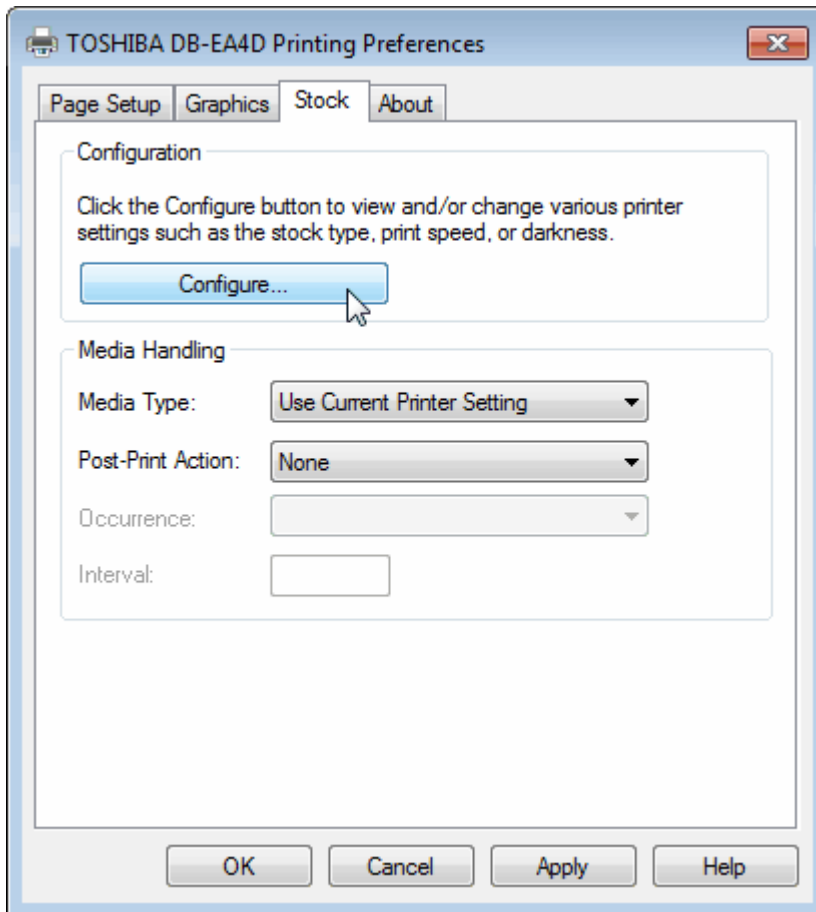 TOSHIBA DB-EA4D Printing Preferences
Page Setup Graphics Stock About
Configuration
Click the Configure button to view and/or change various printer
settings such as the stock type, print speed, or darkness.
Configure...
Media Handling
Media Type: Use Current Printer Setting
Post-Print Action: None
Occurrence:
Interval:
OK Cancel Apply Help